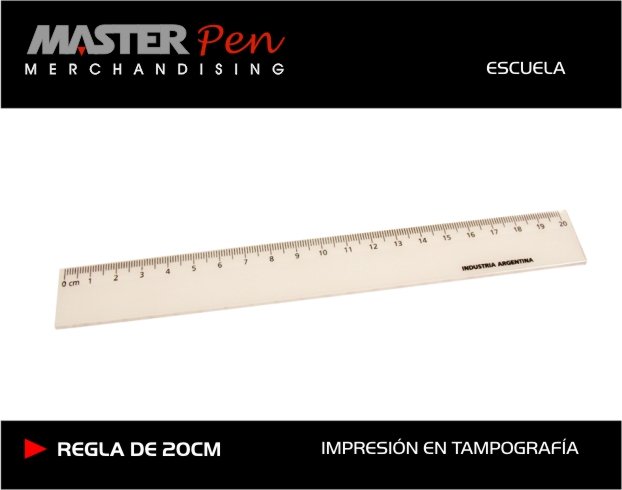 MASTER Pen
MERCHANDISING
ESCUELA
0 cm 1 2 3 4 5 6 7 8 9 10 11 12 13 14 15 16 17 18 19 20
INDUSTRIA ARGENTINA
REGLA DE 20CM
IMPRESIÓN EN TAMPOGRAFÍA